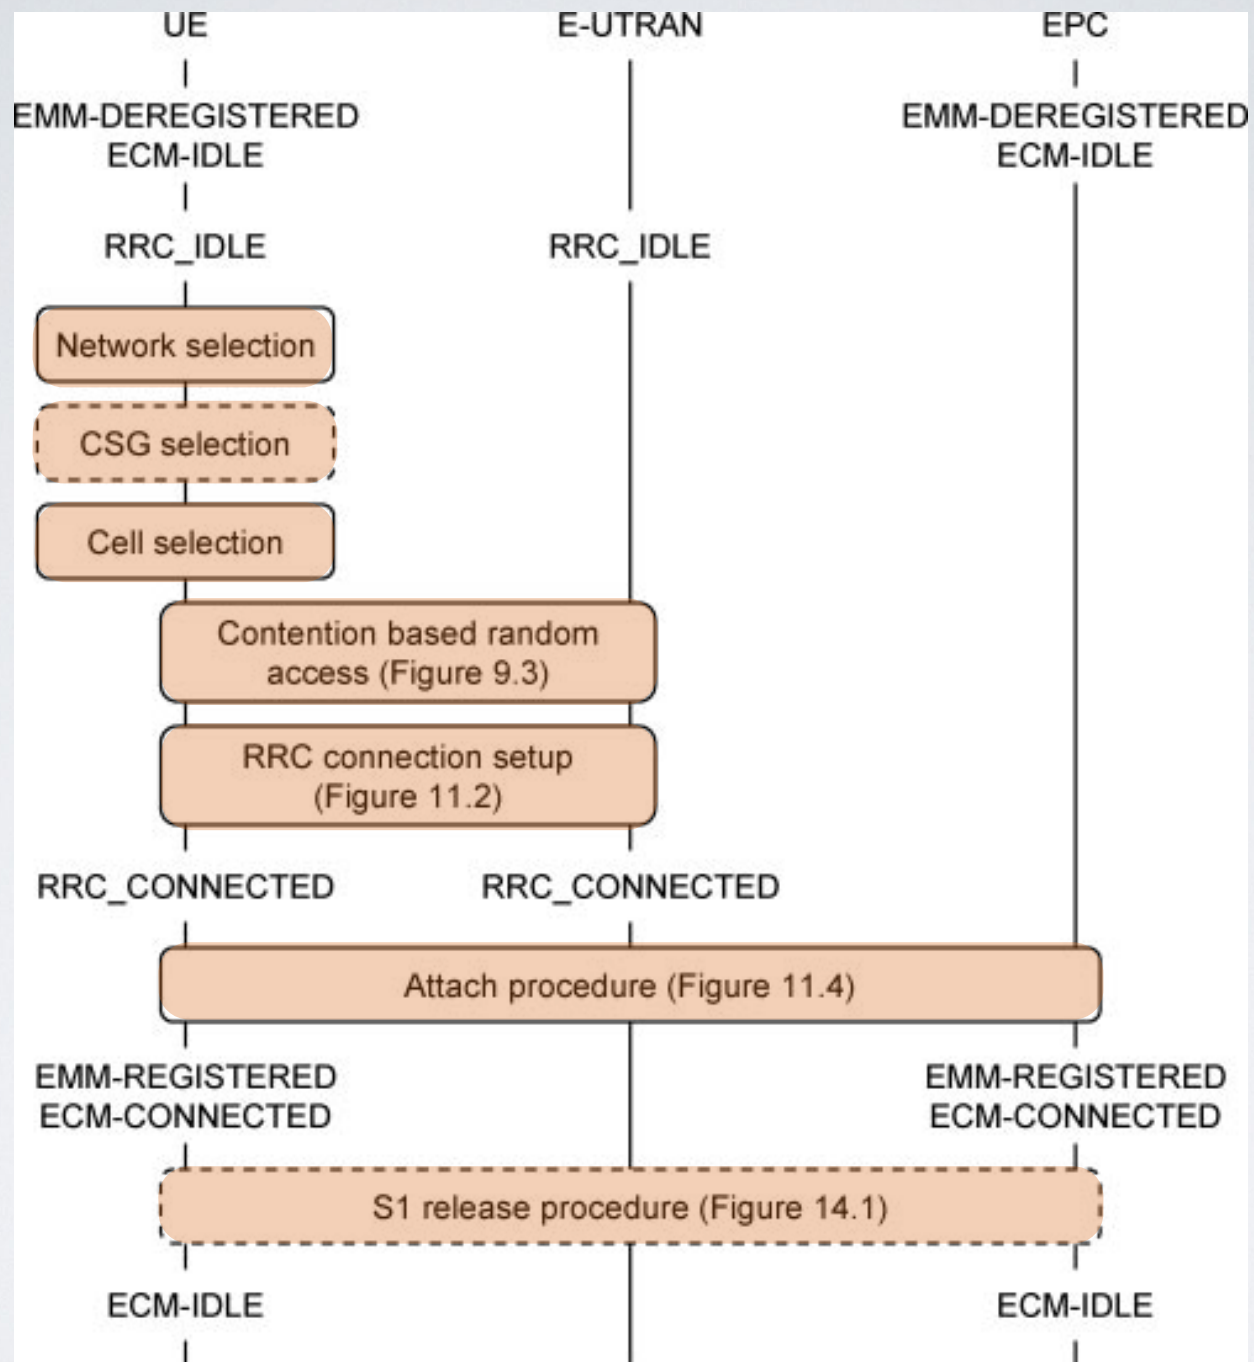 UE E-UTRAN EPC
EMM-DEREGISTERED EMM-DEREGISTERED
ECM-IDLE ECM-IDLE
RRC_IDLE RRC_IDLE
Network selection
CSG selection
Cell selection
Contention based random
access (Figure 9.3)
RRC connection setup
(Figure 11.2)
RRC_CONNECTED RRC_CONNECTED
Attach procedure (Figure 11.4)
EMM-REGISTERED EMM-REGISTERED
ECM-CONNECTED ECM-CONNECTED
S1 release procedure (Figure 14.1)
ECM-IDLE ECM-IDLE